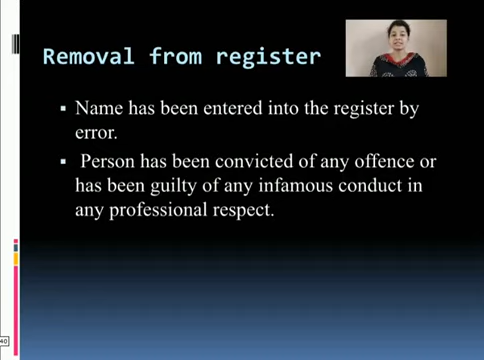 Removal from register
▪ Name has been entered into the register by
error.
▪ Person has been convicted of any offence or
has been guilty of any infamous conduct in
any professional respect.
40